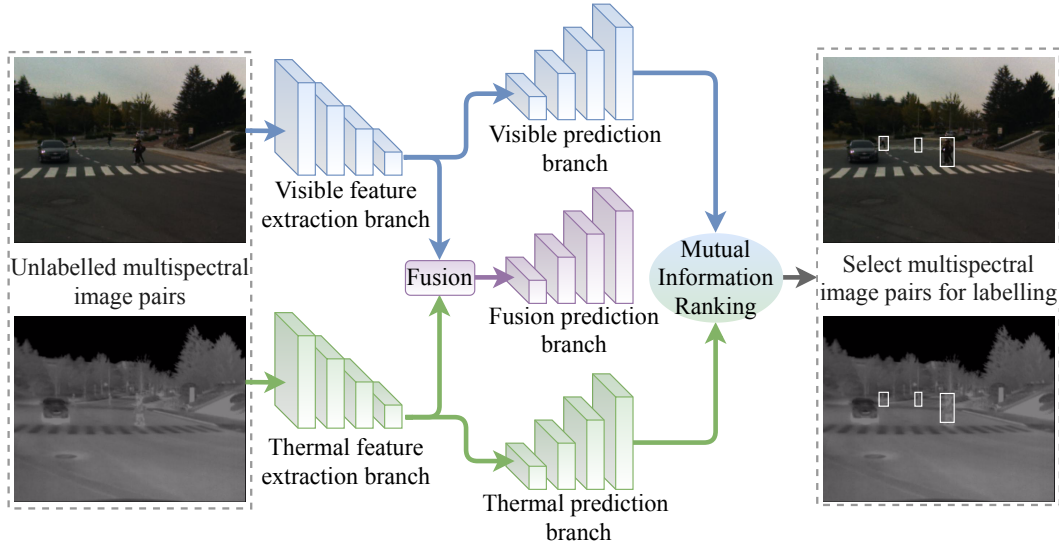 Unlabelled multispectral
image pairs
Visible feature
extraction branch
Thermal feature
extraction branch
Fusion
Visible prediction
branch
Fusion prediction
branch
Thermal prediction
branch
Mutual
Information
Ranking
Select multispectral
image pairs for labelling